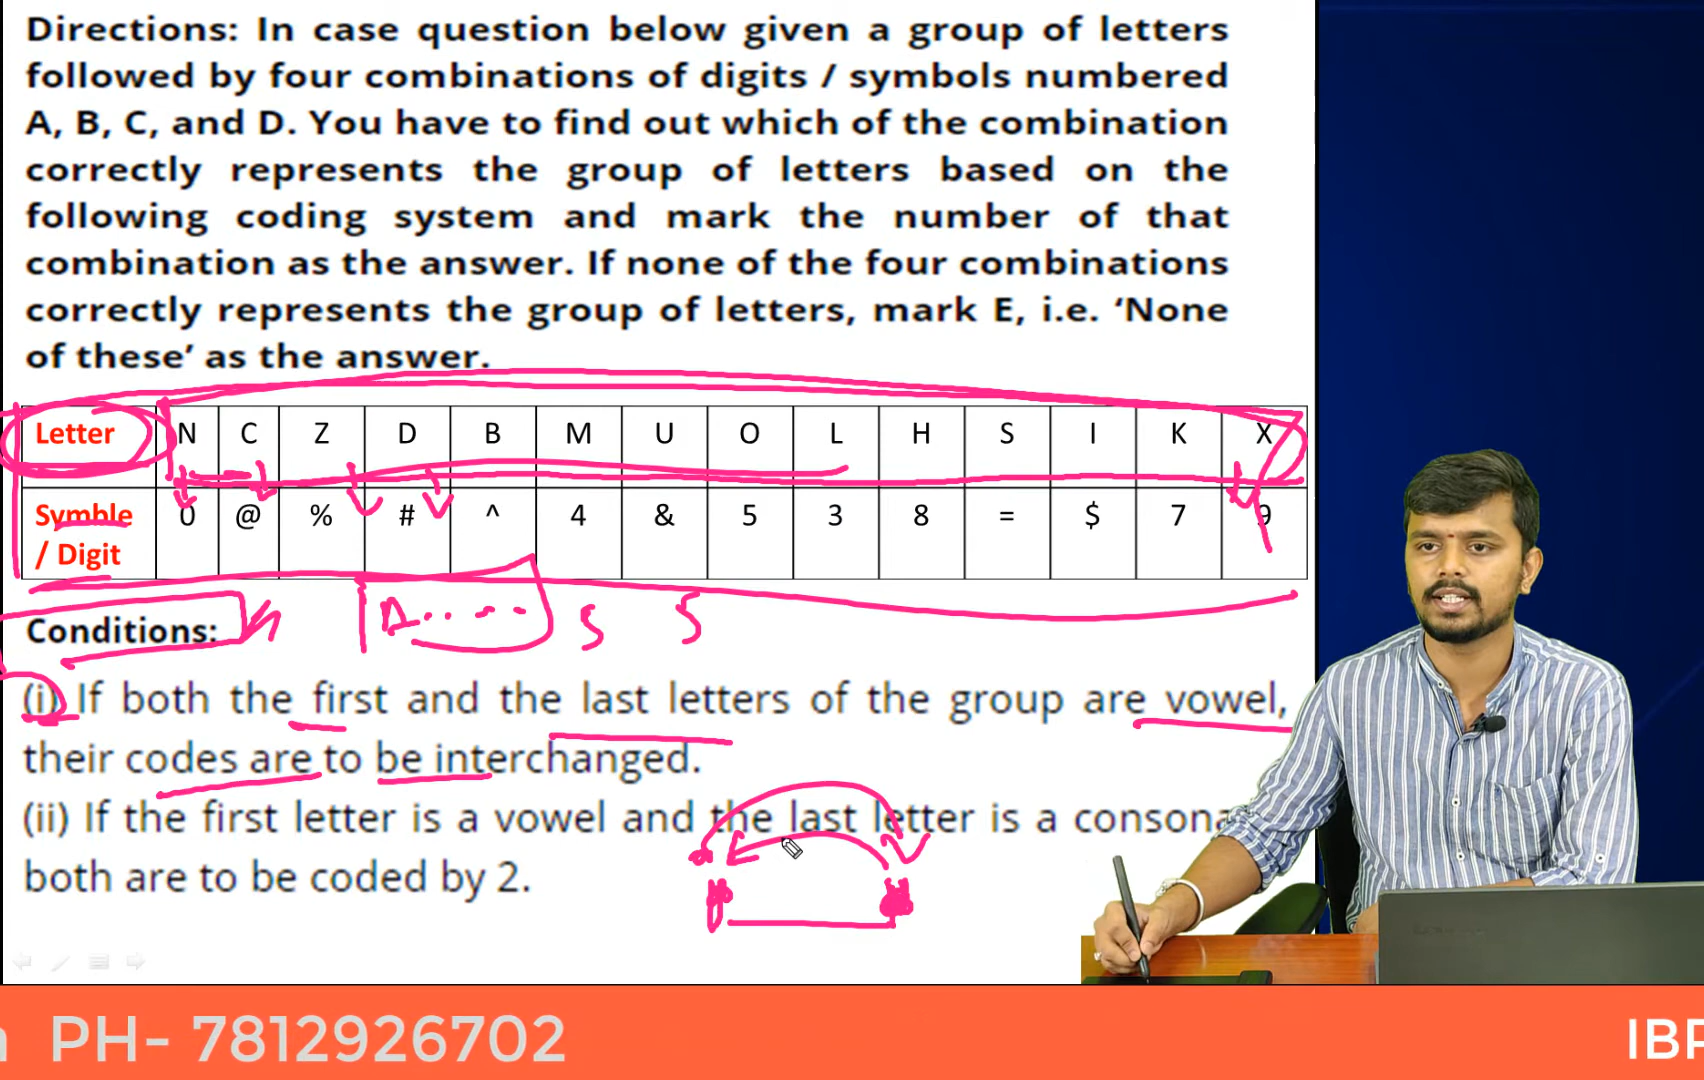 Directions: In case question below given a group of letters
followed by four combinations of digits / symbols numbered
A, B, C, and D. You have to find out which of the combination
correctly represents the group of letters based on the
following coding system and mark the number of that
combination as the answer. If none of the four combinations
correctly represents the group of letters, mark E, i.e. ‘None
of these’ as the answer.
Letter N C Z D B M U O L H S I K X
Symble / Digit 0 @ % # ^ 4 & 5 3 8 = $ 7 9
Conditions:
(i) If both the first and the last letters of the group are vowel,
their codes are to be interchanged.
(ii) If the first letter is a vowel and the last letter is a consona
both are to be coded by 2.
PH- 7812926702
IBP